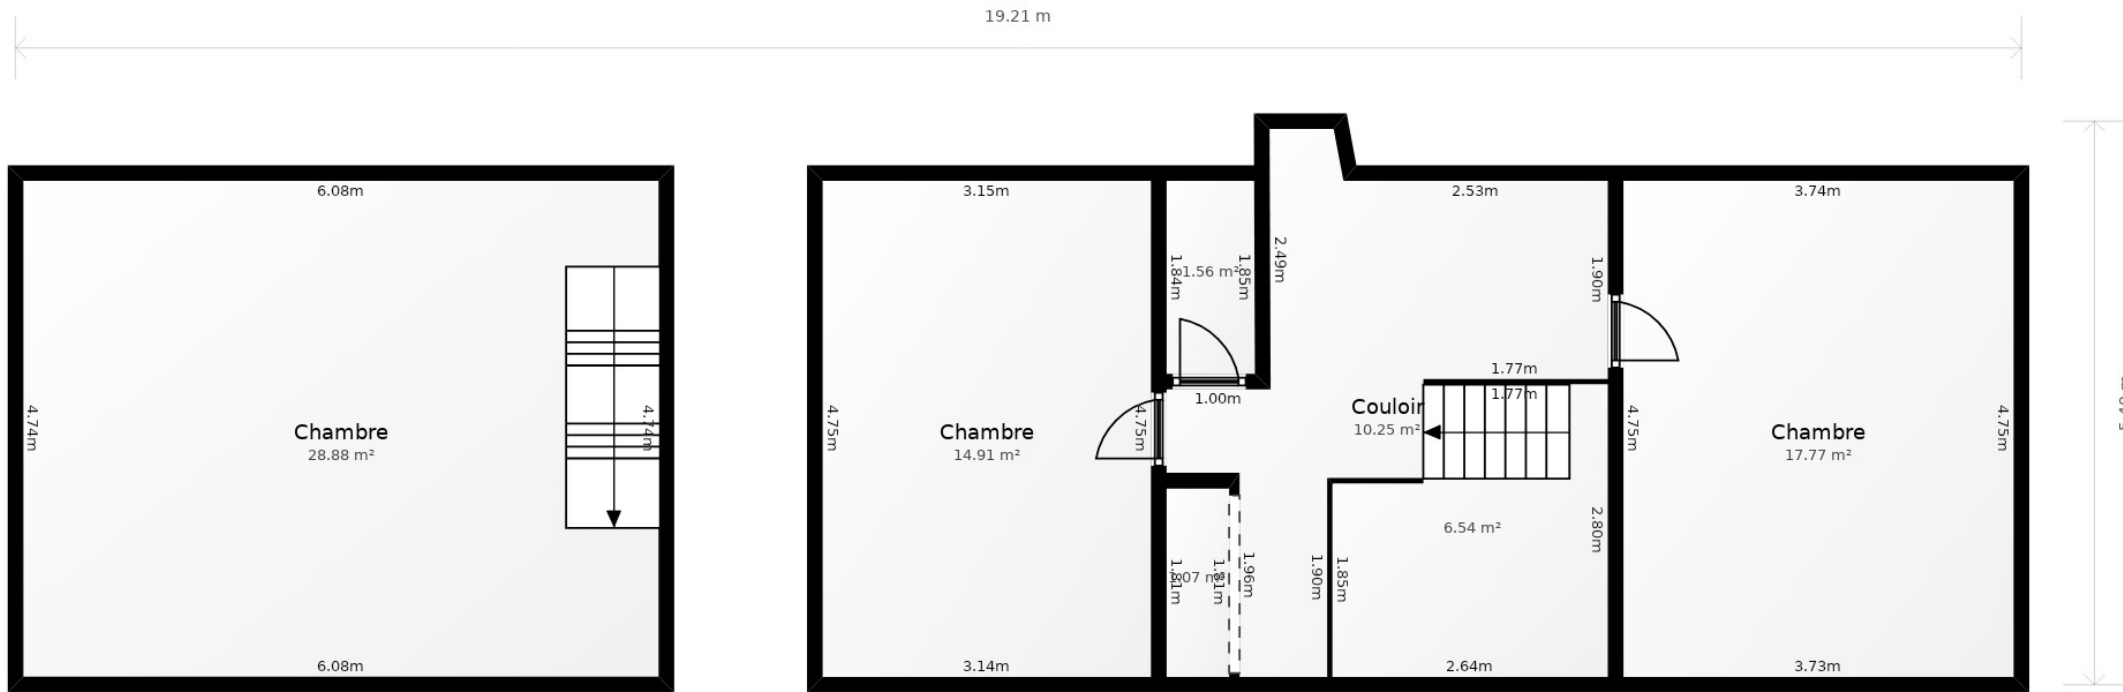 19.21 m
6.08m
3.15m
2.53m
3.74m
2.49m
1.84m
1.56 m²
1.85m
1.90m
1.77m
1.77m
1.00m
4.74m
Chambre
28.88 m²
4.74m
4.75m
Chambre
14.91 m²
4.75m
Couloir
10.25 m²
4.75m
Chambre
17.77 m²
4.75m
6.54 m²
2.80m
1.96m
1.90m
1.85m
6.08m
3.14m
2.64m
3.73m